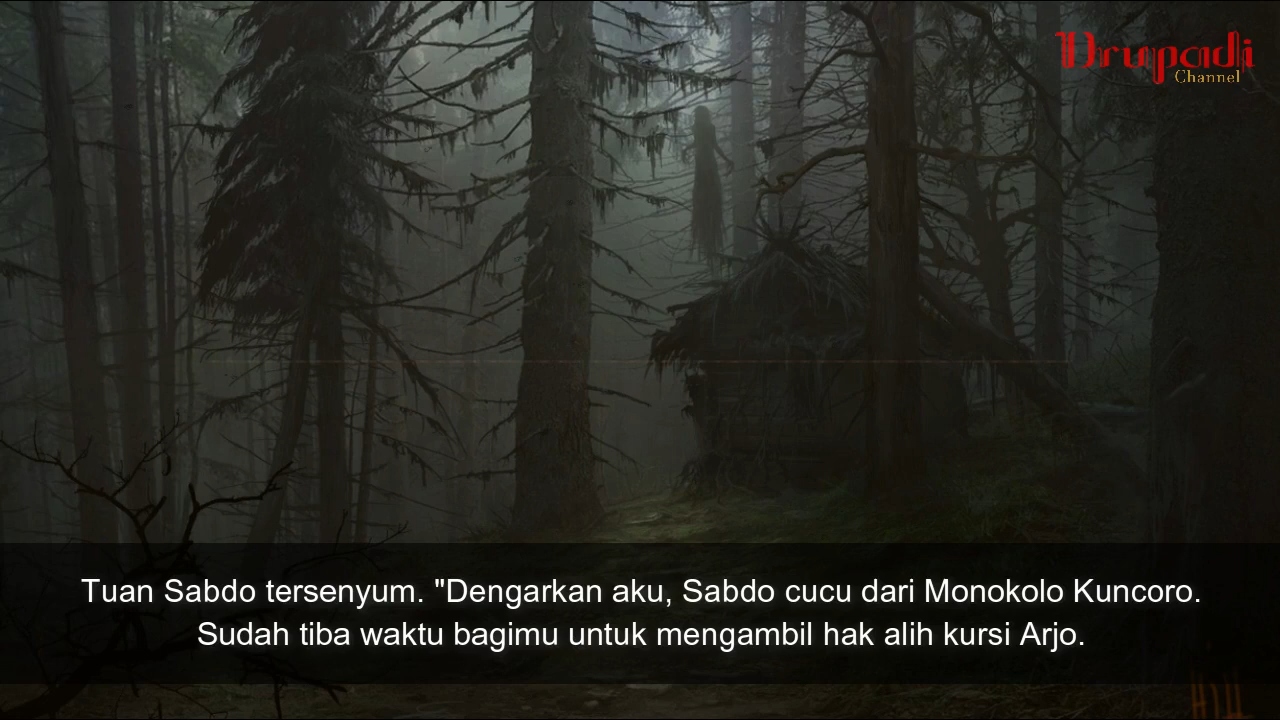 Drupadi
Channel
Tuan Sabdo tersenyum. "Dengarkan aku, Sabdo cucu dari Monokolo Kuncoro.
Sudah tiba waktu bagimu untuk mengambil hak alih kursi Arjo.